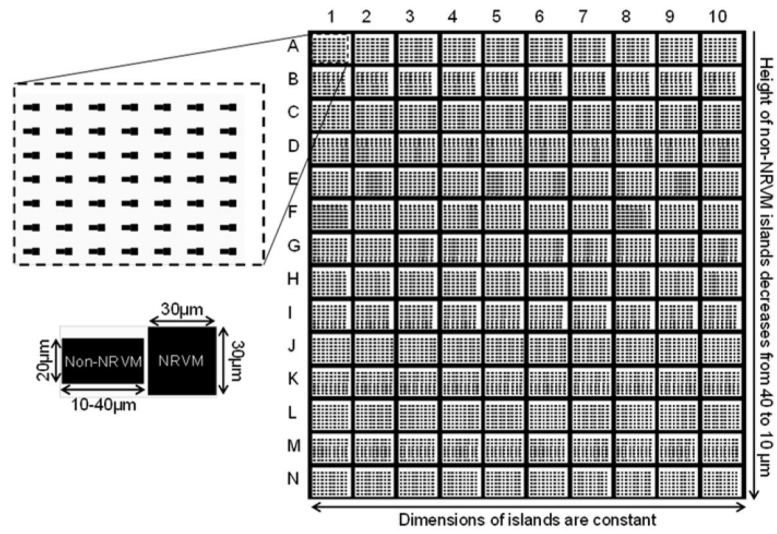 1 2 3 4 5 6 7 8 9 10
A
B
C
D
E
F
G
H
I
J
K
L
M
N
Height of non-NRVM islands decreases from 40 to 10 µm
30µm
20µm
Non-NRVM
NRVM
30µm
10-40µm
Dimensions of islands are constant